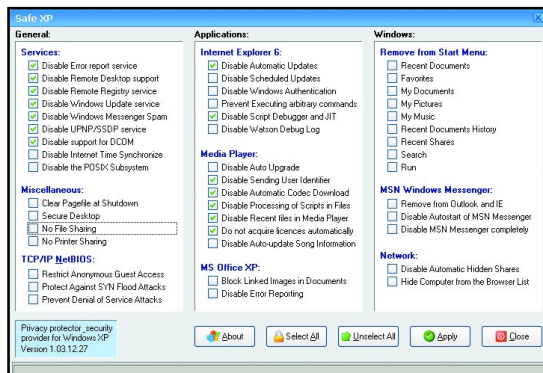 Safe XP
General:
Services:
Disable Error report service
Disable Remote Desktop support
Disable Remote Registry service
Disable Windows Update service
Disable Windows Messenger Spam
Disable UPNP/SSDP service
Disable support for DCOM
Disable Internet Time Synchronize
Disable the POSIX Subsystem
Miscellaneous:
Clear Pagefile at Shutdown
Secure Desktop
No File Sharing
No Printer Sharing
TCP/IP NetBIOS:
Restrict Anonymous Guest Access
Protect Against SYN Flood Attacks
Prevent Denial of Service Attacks
Applications:
Internet Explorer 6:
Disable Automatic Updates
Disable Scheduled Updates
Disable Windows Authentication
Prevent Executing arbitrary commands
Disable Script Debugger and JIT
Disable Watson Debug Log
Media Player:
Disable Auto Upgrade
Disable Sending User Identifier
Disable Automatic Codec Download
Disable Processing of Scripts in Files
Disable Recent files in Media Player
Do not acquire licences automatically
Disable Auto-update Song Information
MS Office XP:
Block Linked Images in Documents
Disable Error Reporting
Windows:
Remove from Start Menu:
Recent Documents
Favorites
My Documents
My Pictures
My Music
Recent Documents History
Recent Shares
Search
Run
MSN Windows Messenger:
Remove from Outlook and IE
Disable Autostart of MSN Messenger
Disable MSN Messenger completely
Network:
Disable Automatic Hidden Shares
Hide Computer from the Browser List
Privacy protector ,security
provider for Windows XP
Version 1.03.12.27
About
Select All
Unselect All
Apply
Close